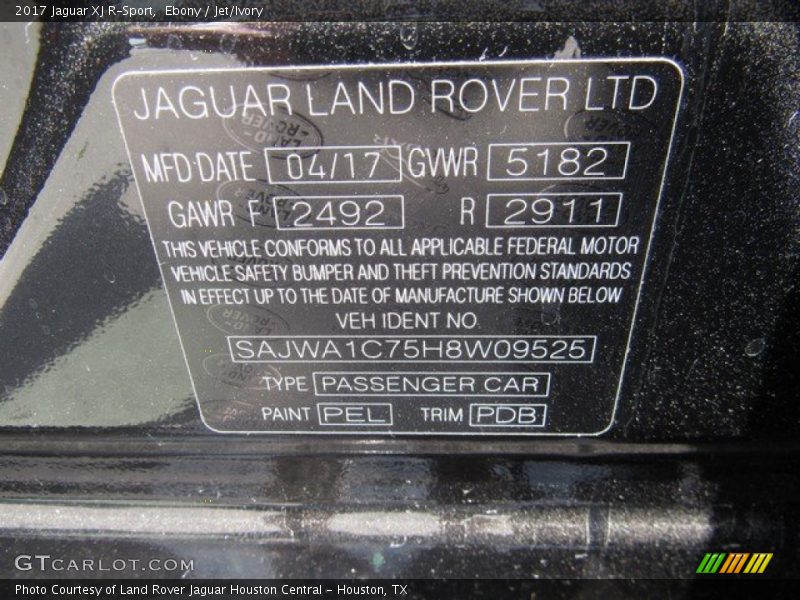 2017 Jaguar XJ R-Sport, Ebony / Jet/Ivory
JAGUAR LAND ROVER LTD
MFD·DATE 04/17 GVWR 5182
GAWR F 2492 R 2911
THIS VEHICLE CONFORMS TO ALL APPLICABLE FEDERAL MOTOR
VEHICLE SAFETY BUMPER AND THEFT PREVENTION STANDARDS
IN EFFECT UP TO THE DATE OF MANUFACTURE SHOWN BELOW
VEH IDENT NO.
SAJWA1C75H8W09525
TYPE PASSENGER CAR
PAINT PEL TRIM PDB
GTCARLOT.COM
Photo Courtesy of Land Rover Jaguar Houston Central - Houston, TX